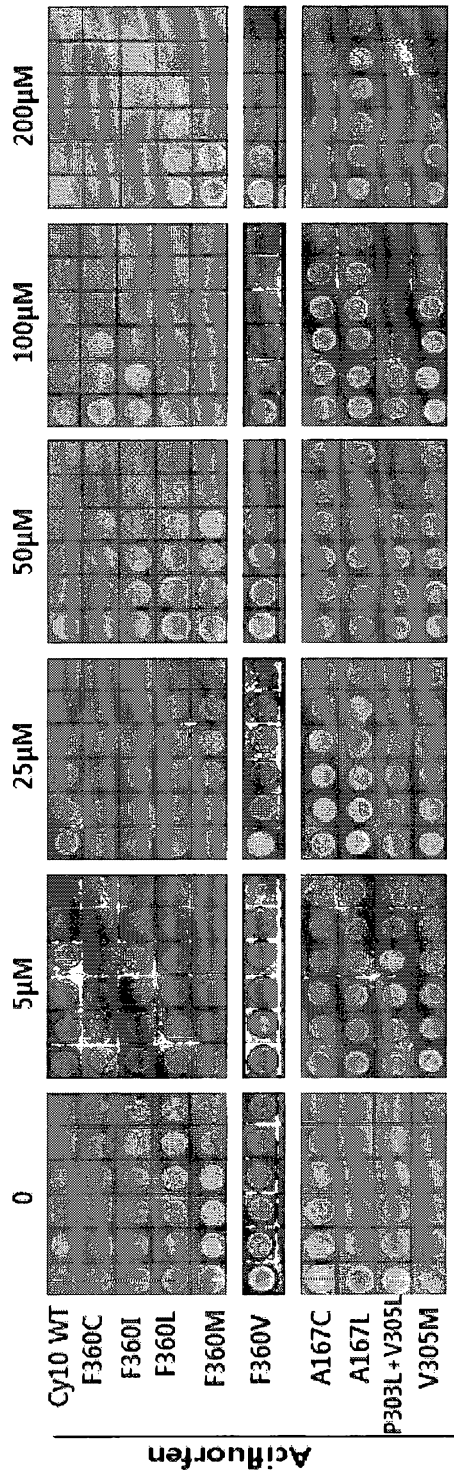 0 5μM 25μM 50μM 100μM 200μM
Acifluorfen
Cy10 WT
F360C
F360I
F360L
F360M
F360V
A167C
A167L
P303L+V305L
V305M